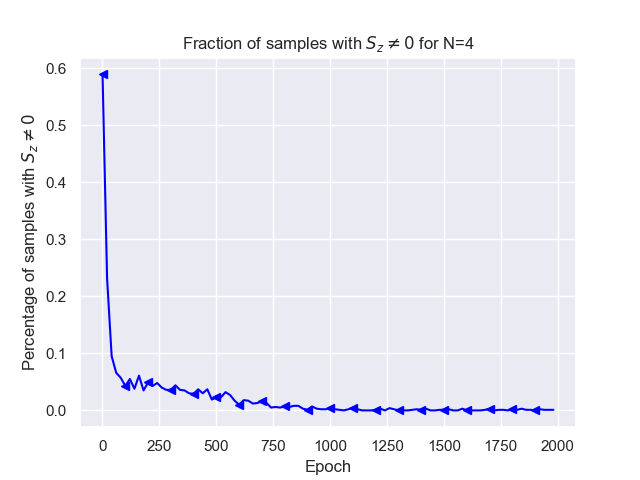 Fraction of samples with $S_z \neq 0$ for N=4
Percentage of samples with $S_z \neq 0$
0.6
0.5
0.4
0.3
0.2
0.1
0.0
0 250 500 750 1000 1250 1500 1750 2000
Epoch